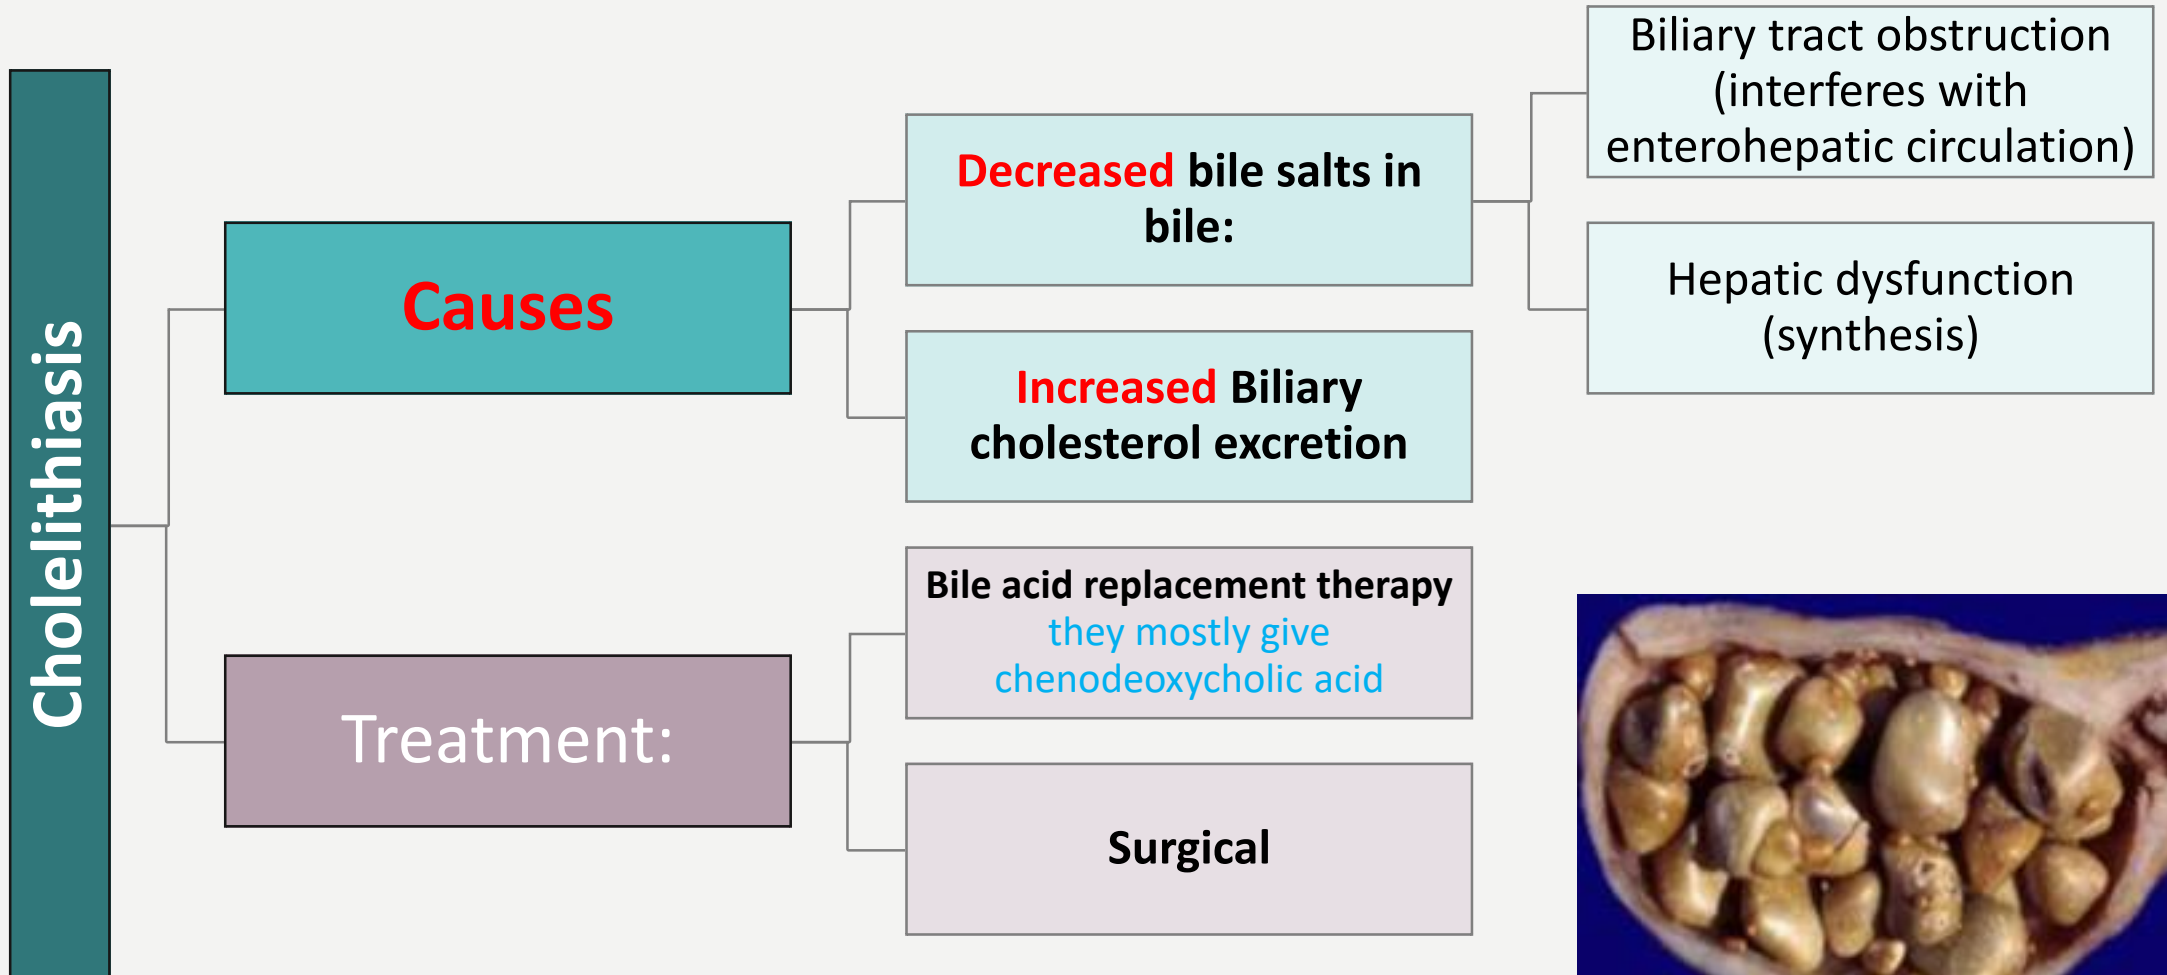 Cholelithiasis
Causes
Decreased bile salts in
bile:
Biliary tract obstruction
(interferes with
enterohepatic circulation)
Hepatic dysfunction
(synthesis)
Increased Biliary
cholesterol excretion
Treatment:
Bile acid replacement therapy
they mostly give
chenodeoxycholic acid
Surgical